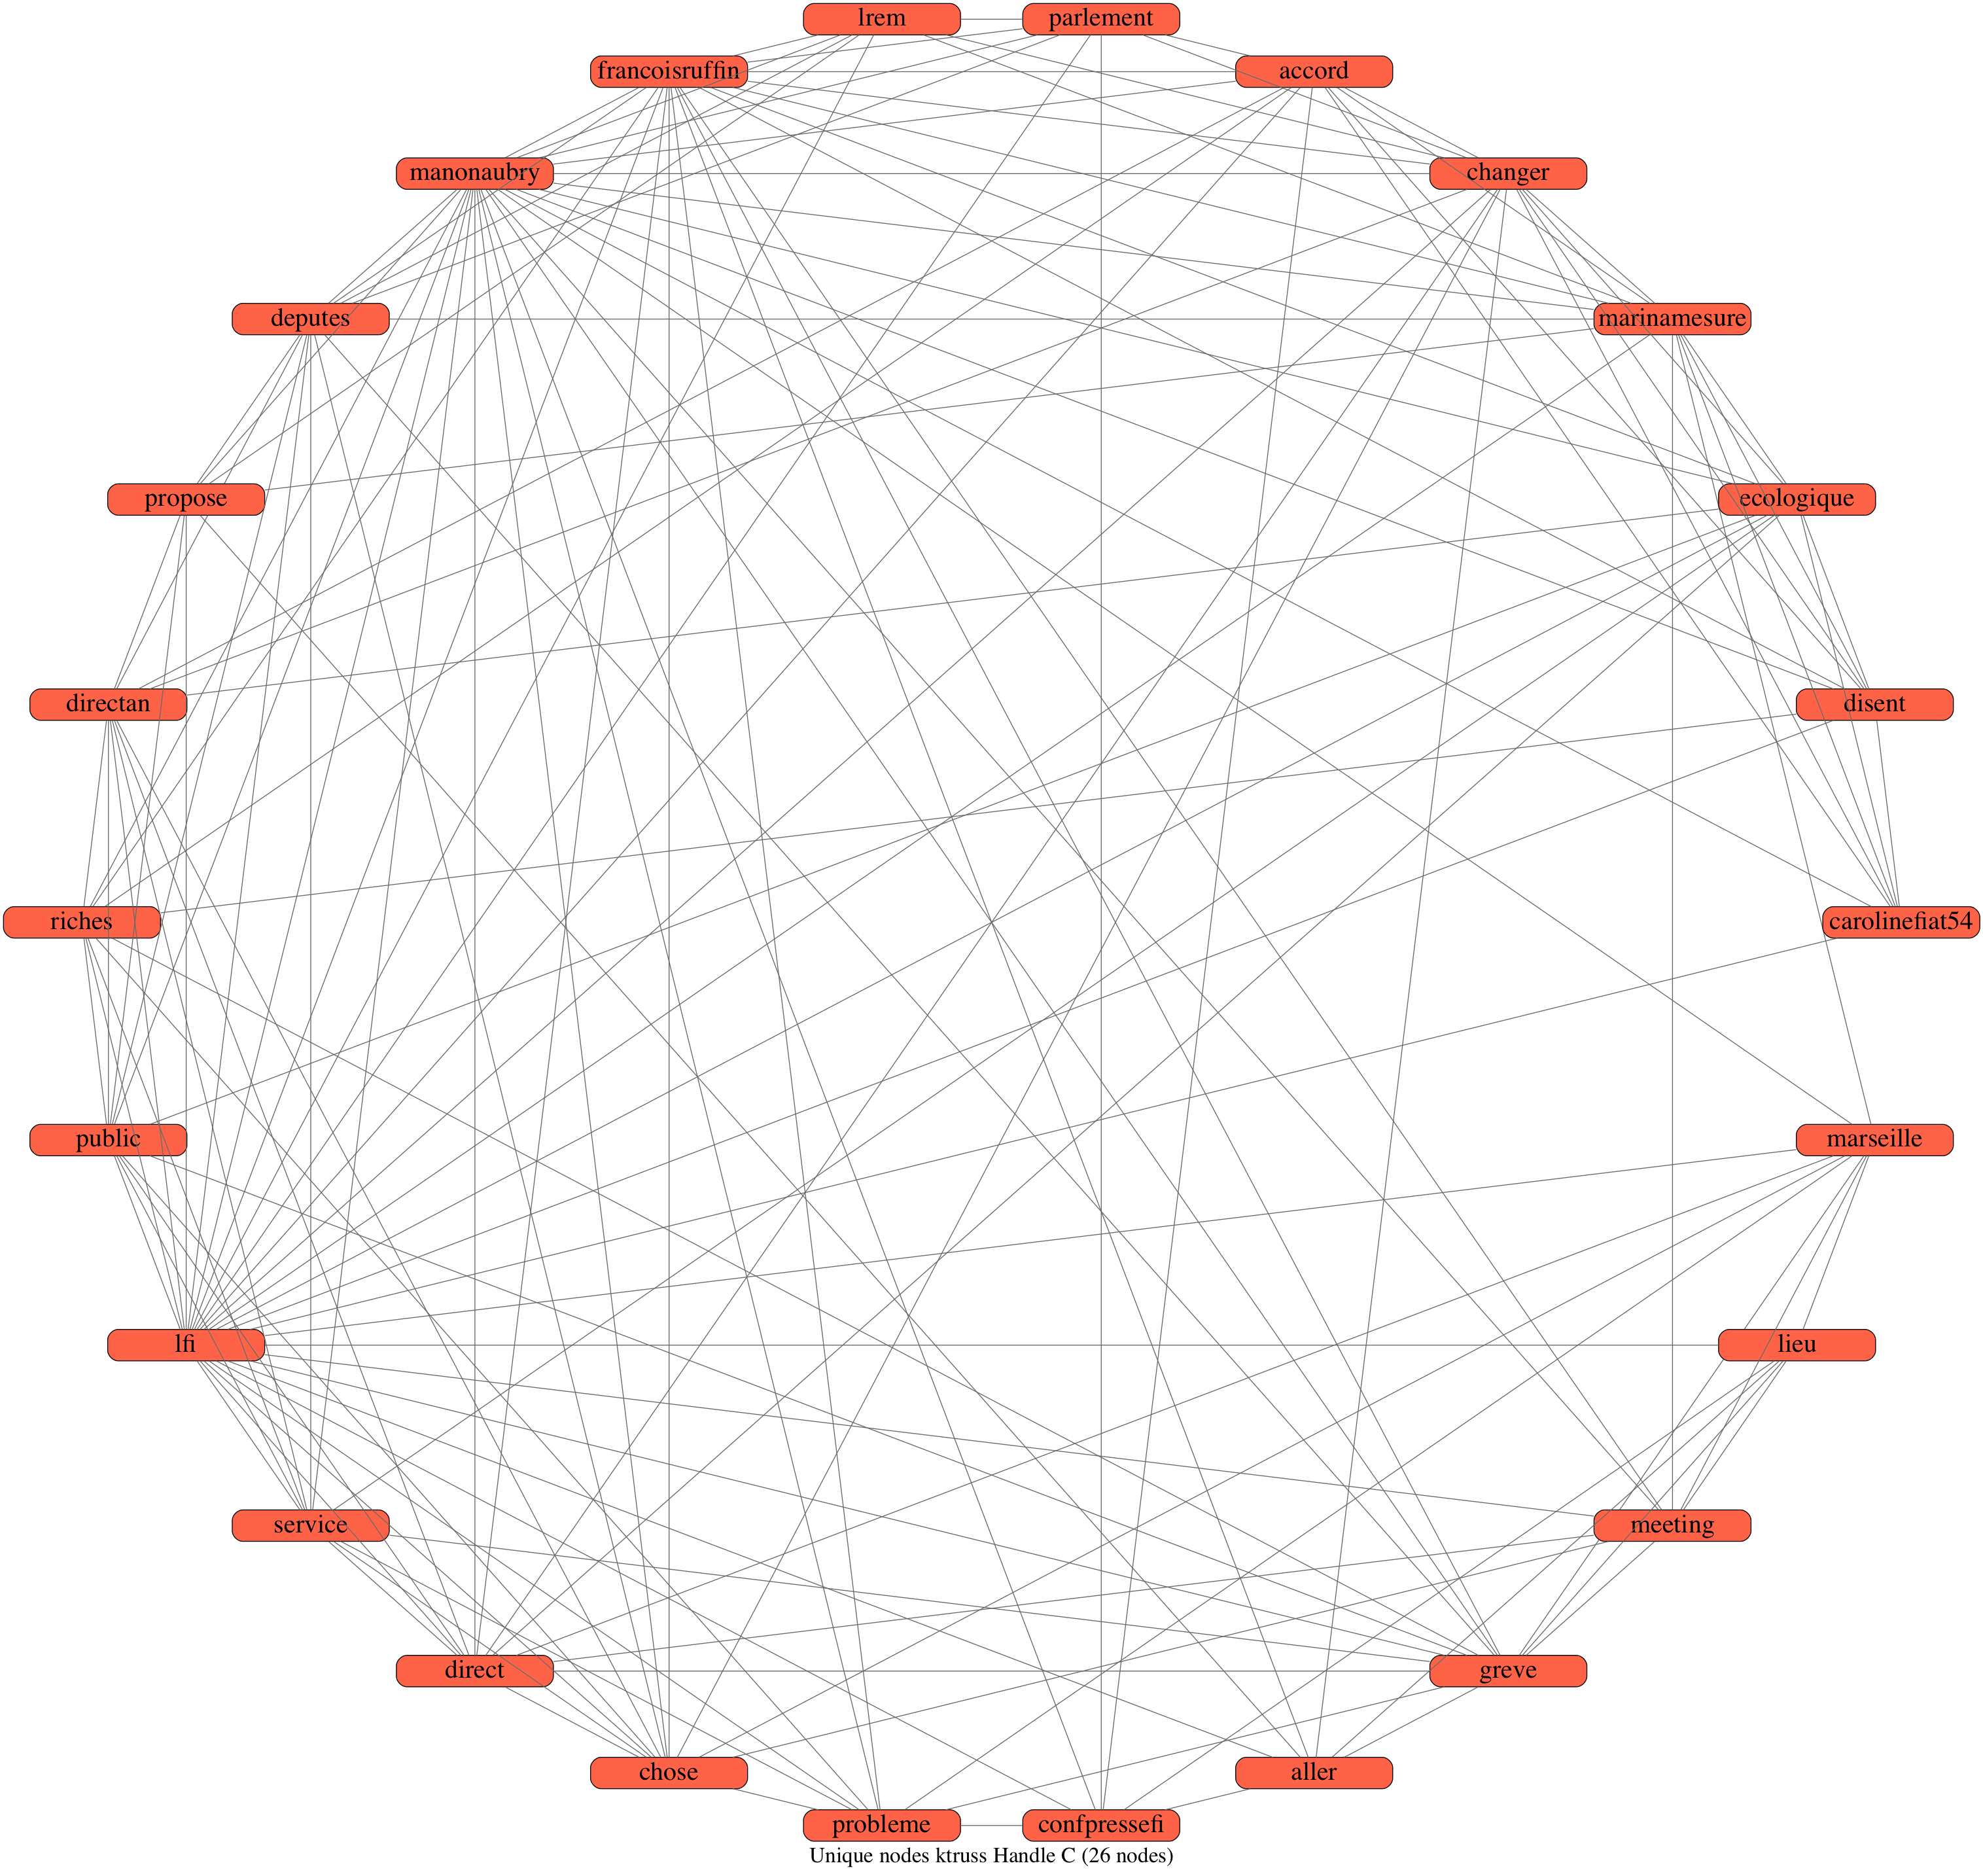 lrem parlement
francoisruffin accord
manonaubry changer
deputes marinamesure
propose ecologique
directan disent
riches carolinefiat54
public marseille
lfi lieu
service meeting
direct greve
chose aller
probleme confpressefi
Unique nodes ktruss Handle C (26 nodes)